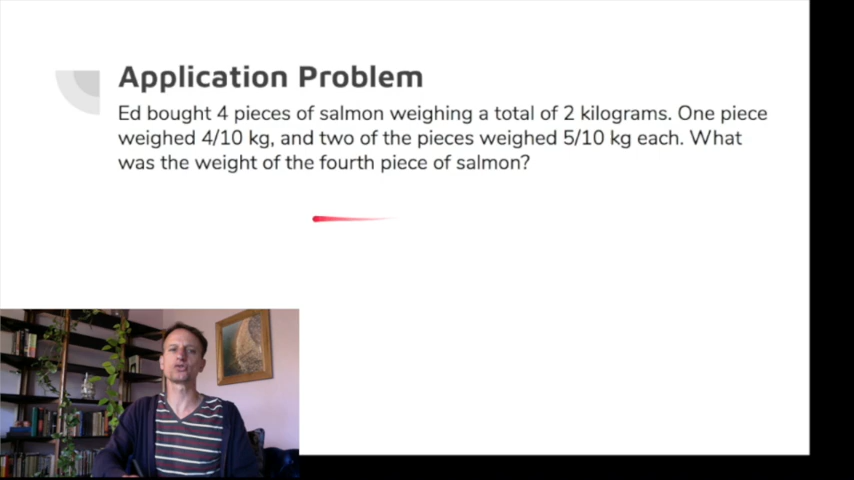 Application Problem
Ed bought 4 pieces of salmon weighing a total of 2 kilograms. One piece
weighed 4/10 kg, and two of the pieces weighed 5/10 kg each. What
was the weight of the fourth piece of salmon?